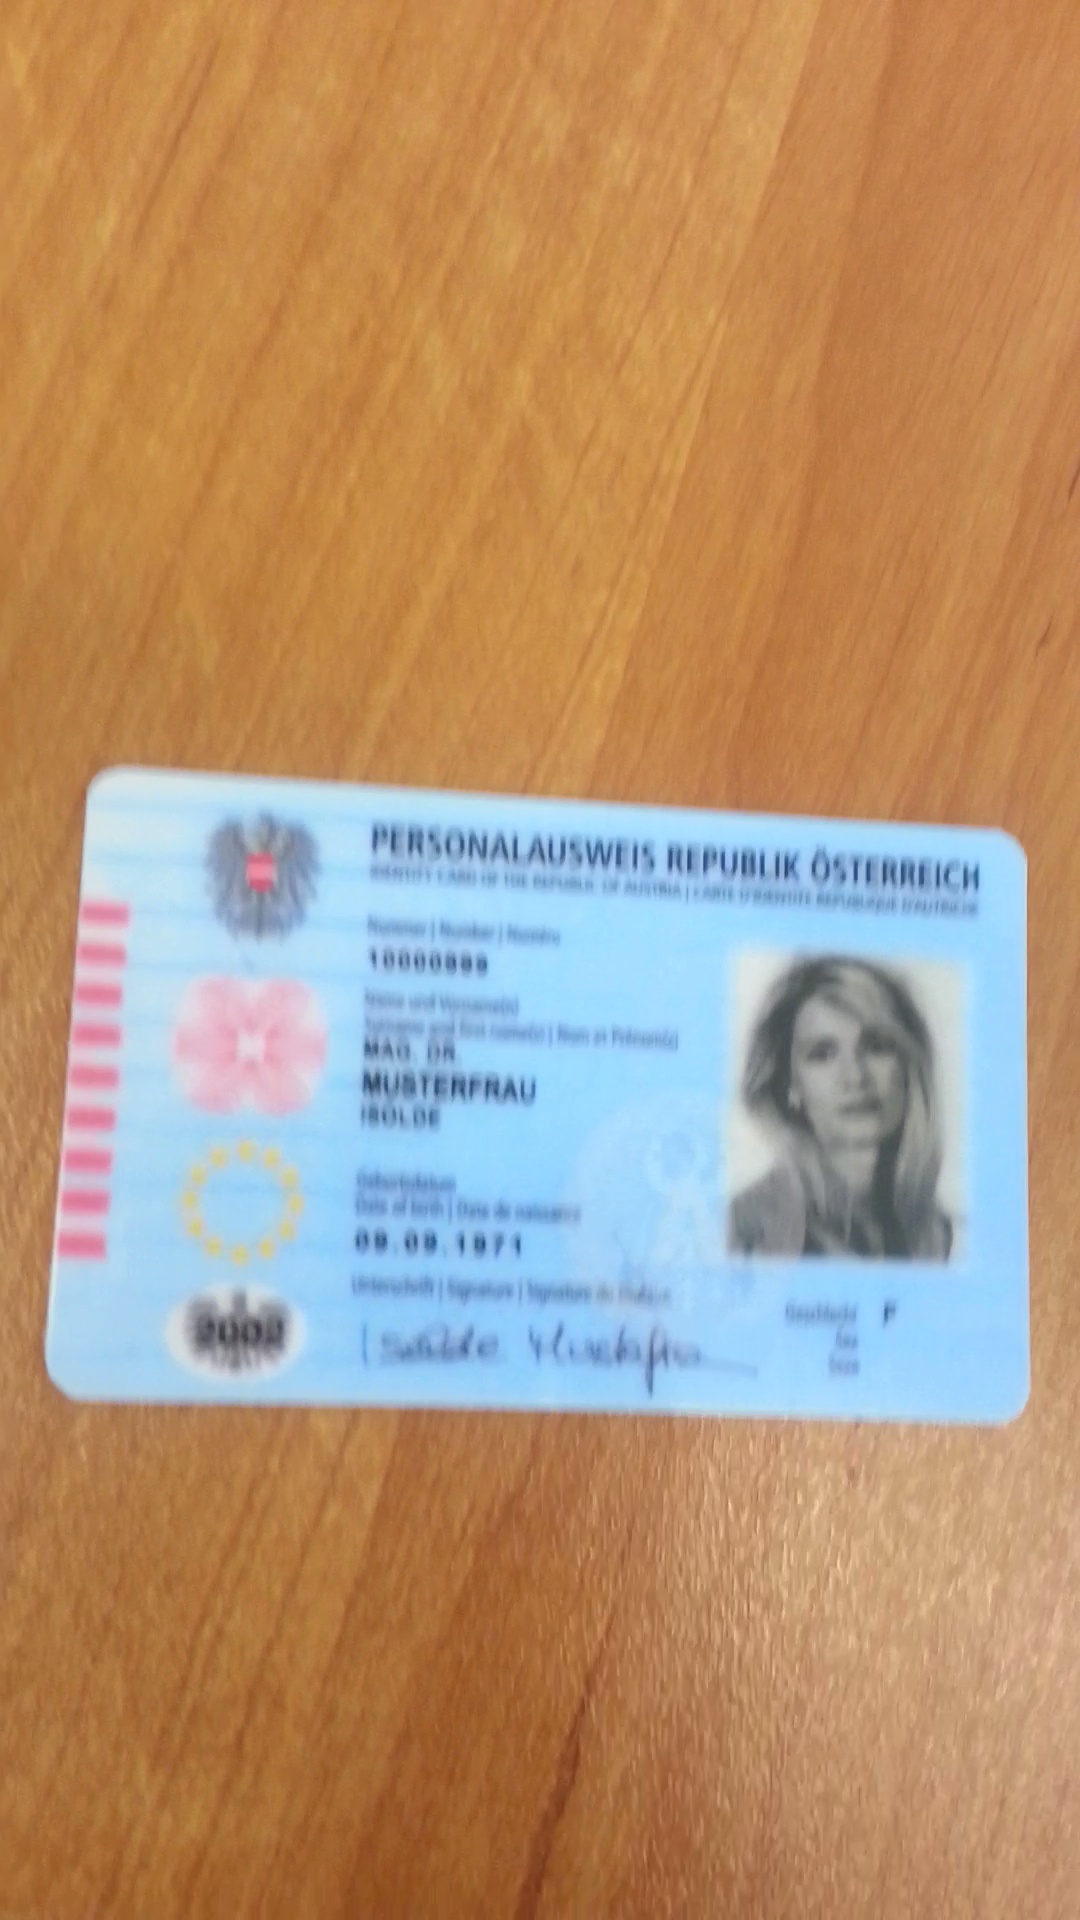 PERSONALAUSWEIS REPUBLIK ÖSTERREICH
IDENTITY CARD OF THE REPUBLIC OF AUSTRIA | CARTE D'IDENTITÉ RÉPUBLIQUE D'AUTRICHE
Nummer | Number | Numéro
10000999
Name und Vorname(n)
Surname and first name(s) | Nom et Prénom(s)
MAG. DR.
MUSTERFRAU
ISOLDE
Geburtsdatum
Date of birth | Date de naissance
09.09.1971
Unterschrift | Signature | Signature du titulaire
Isolde Musterfrau
Geschlecht F
Sex
Sexe
2002